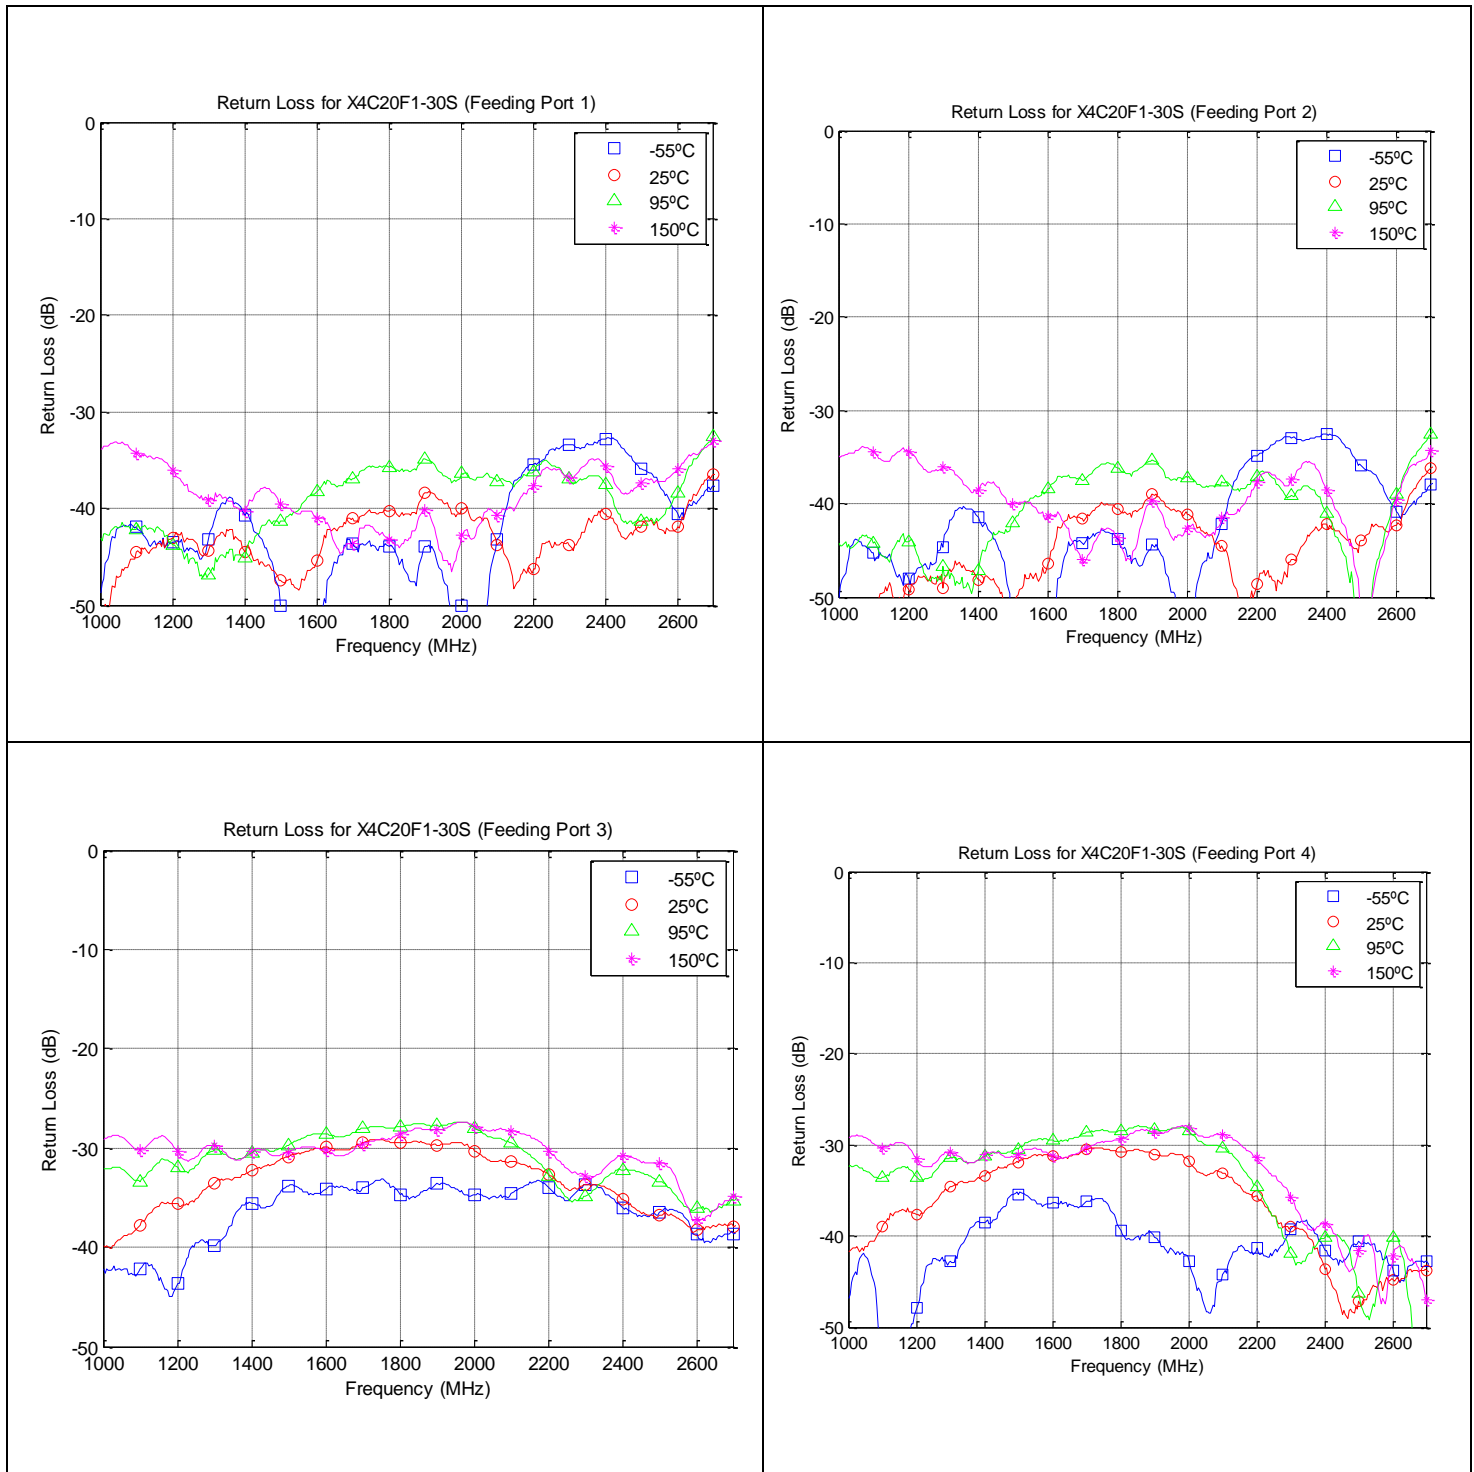 Return Loss for X4C20F1-30S (Feeding Port 1)
0
-10
-20
-30
-40
-50
Return Loss (dB)
-55ºC
25ºC
95ºC
150ºC
1000 1200 1400 1600 1800 2000 2200 2400 2600
Frequency (MHz)
Return Loss for X4C20F1-30S (Feeding Port 2)
0
-10
-20
-30
-40
-50
Return Loss (dB)
-55ºC
25ºC
95ºC
150ºC
1000 1200 1400 1600 1800 2000 2200 2400 2600
Frequency (MHz)
Return Loss for X4C20F1-30S (Feeding Port 3)
0
-10
-20
-30
-40
-50
Return Loss (dB)
-55ºC
25ºC
95ºC
150ºC
1000 1200 1400 1600 1800 2000 2200 2400 2600
Frequency (MHz)
Return Loss for X4C20F1-30S (Feeding Port 4)
0
-10
-20
-30
-40
-50
Return Loss (dB)
-55ºC
25ºC
95ºC
150ºC
1000 1200 1400 1600 1800 2000 2200 2400 2600
Frequency (MHz)